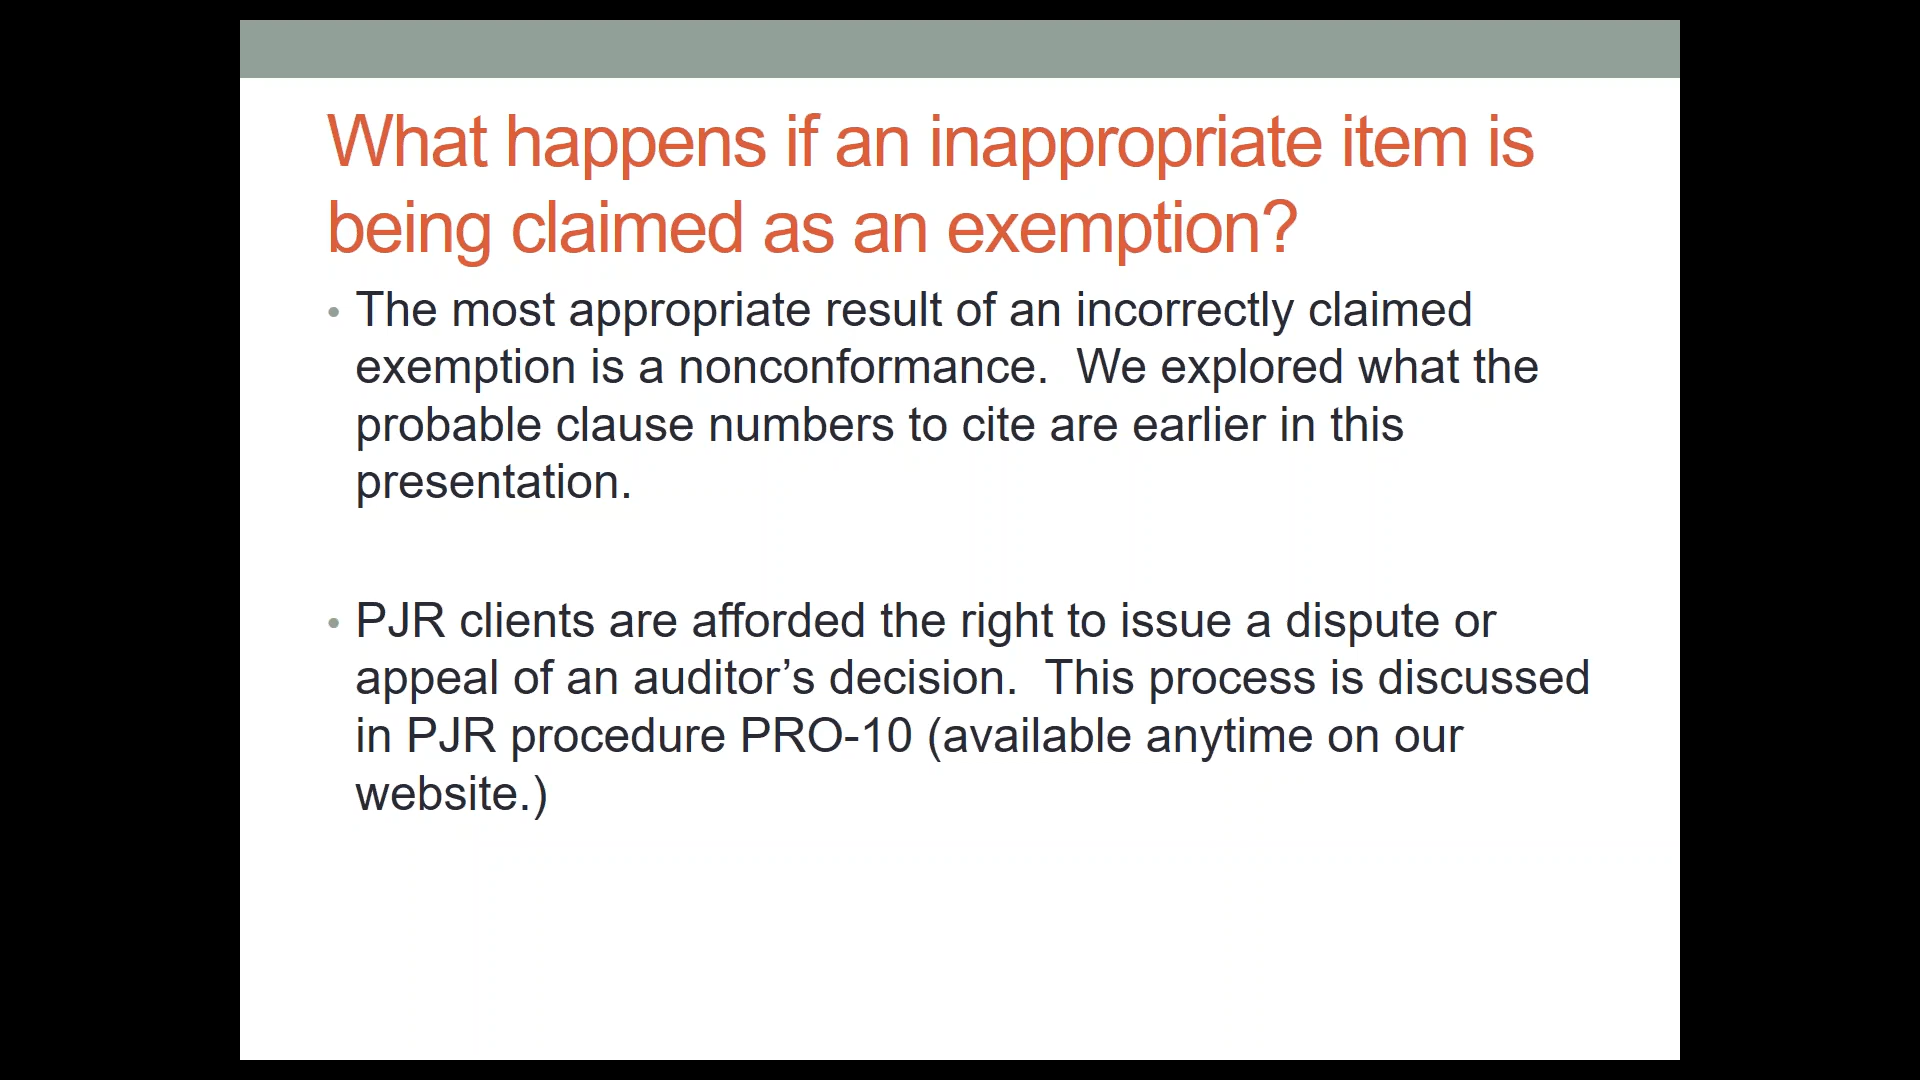 What happens if an inappropriate item is
being claimed as an exemption?
• The most appropriate result of an incorrectly claimed
exemption is a nonconformance.  We explored what the
probable clause numbers to cite are earlier in this
presentation.
• PJR clients are afforded the right to issue a dispute or
appeal of an auditor’s decision.  This process is discussed
in PJR procedure PRO-10 (available anytime on our
website.)